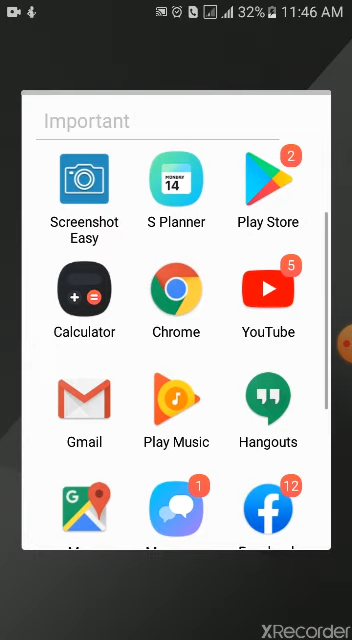 32% 11:46 AM
Important
2
MONDAY
14
5
Screenshot Easy
S Planner
Play Store
Calculator
Chrome
YouTube
Gmail
Play Music
Hangouts
G
1
12
XRecorder